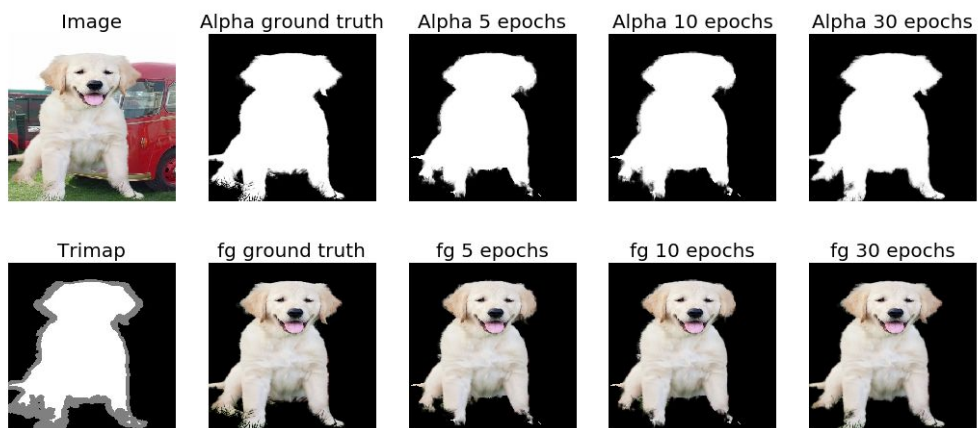 Image
Alpha ground truth
Alpha 5 epochs
Alpha 10 epochs
Alpha 30 epochs
Trimap
fg ground truth
fg 5 epochs
fg 10 epochs
fg 30 epochs